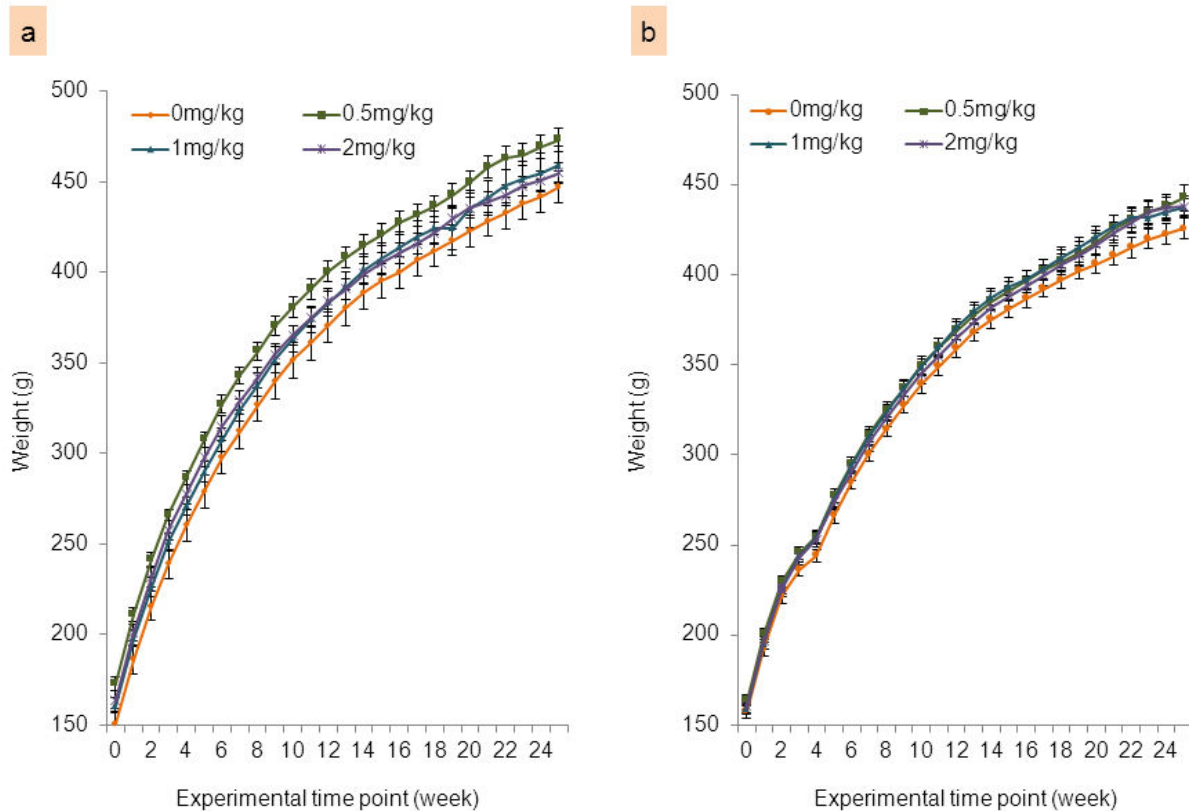 a
500
450
400
350
300
250
200
150
Weight (g)
0mg/kg 0.5mg/kg
1mg/kg 2mg/kg
0 2 4 6 8 10 12 14 16 18 20 22 24
Experimental time point (week)
b
500
450
400
350
300
250
200
150
Weight (g)
0mg/kg 0.5mg/kg
1mg/kg 2mg/kg
0 2 4 6 8 10 12 14 16 18 20 22 24
Experimental time point (week)